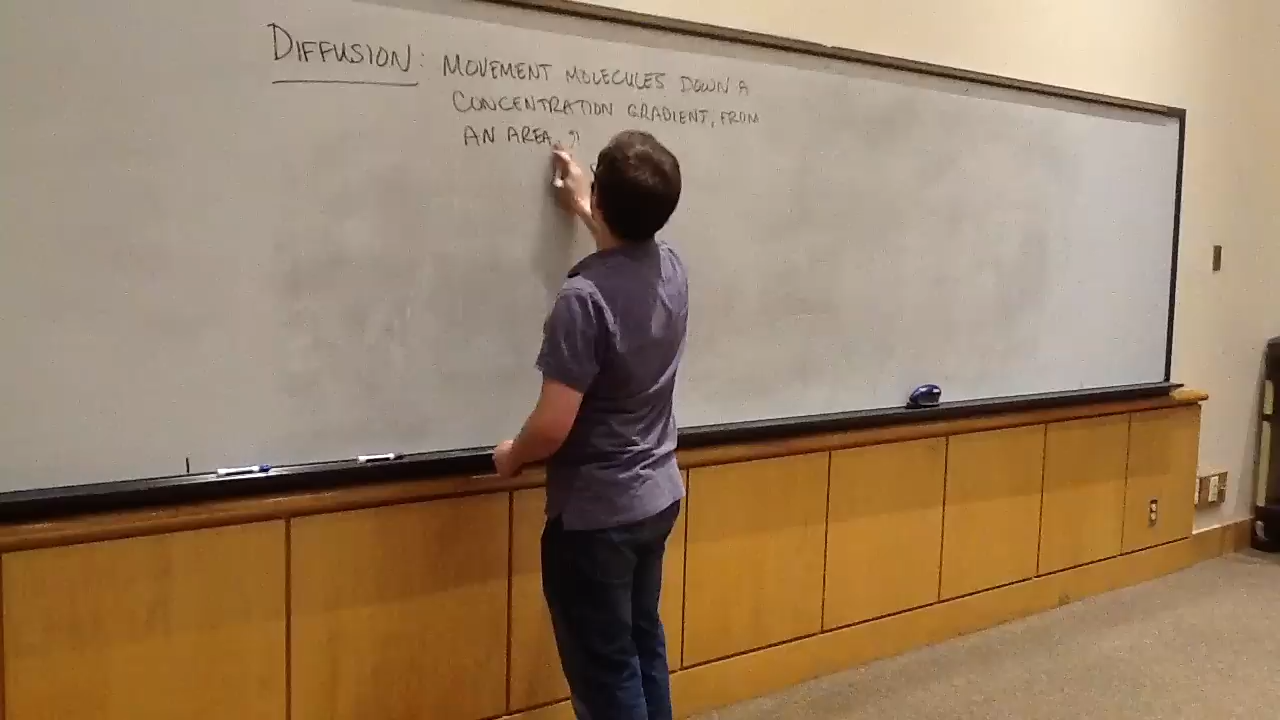 DIFFUSION: MOVEMENT MOLECULES DOWN A
CONCENTRATION GRADIENT, FROM
AN AREA